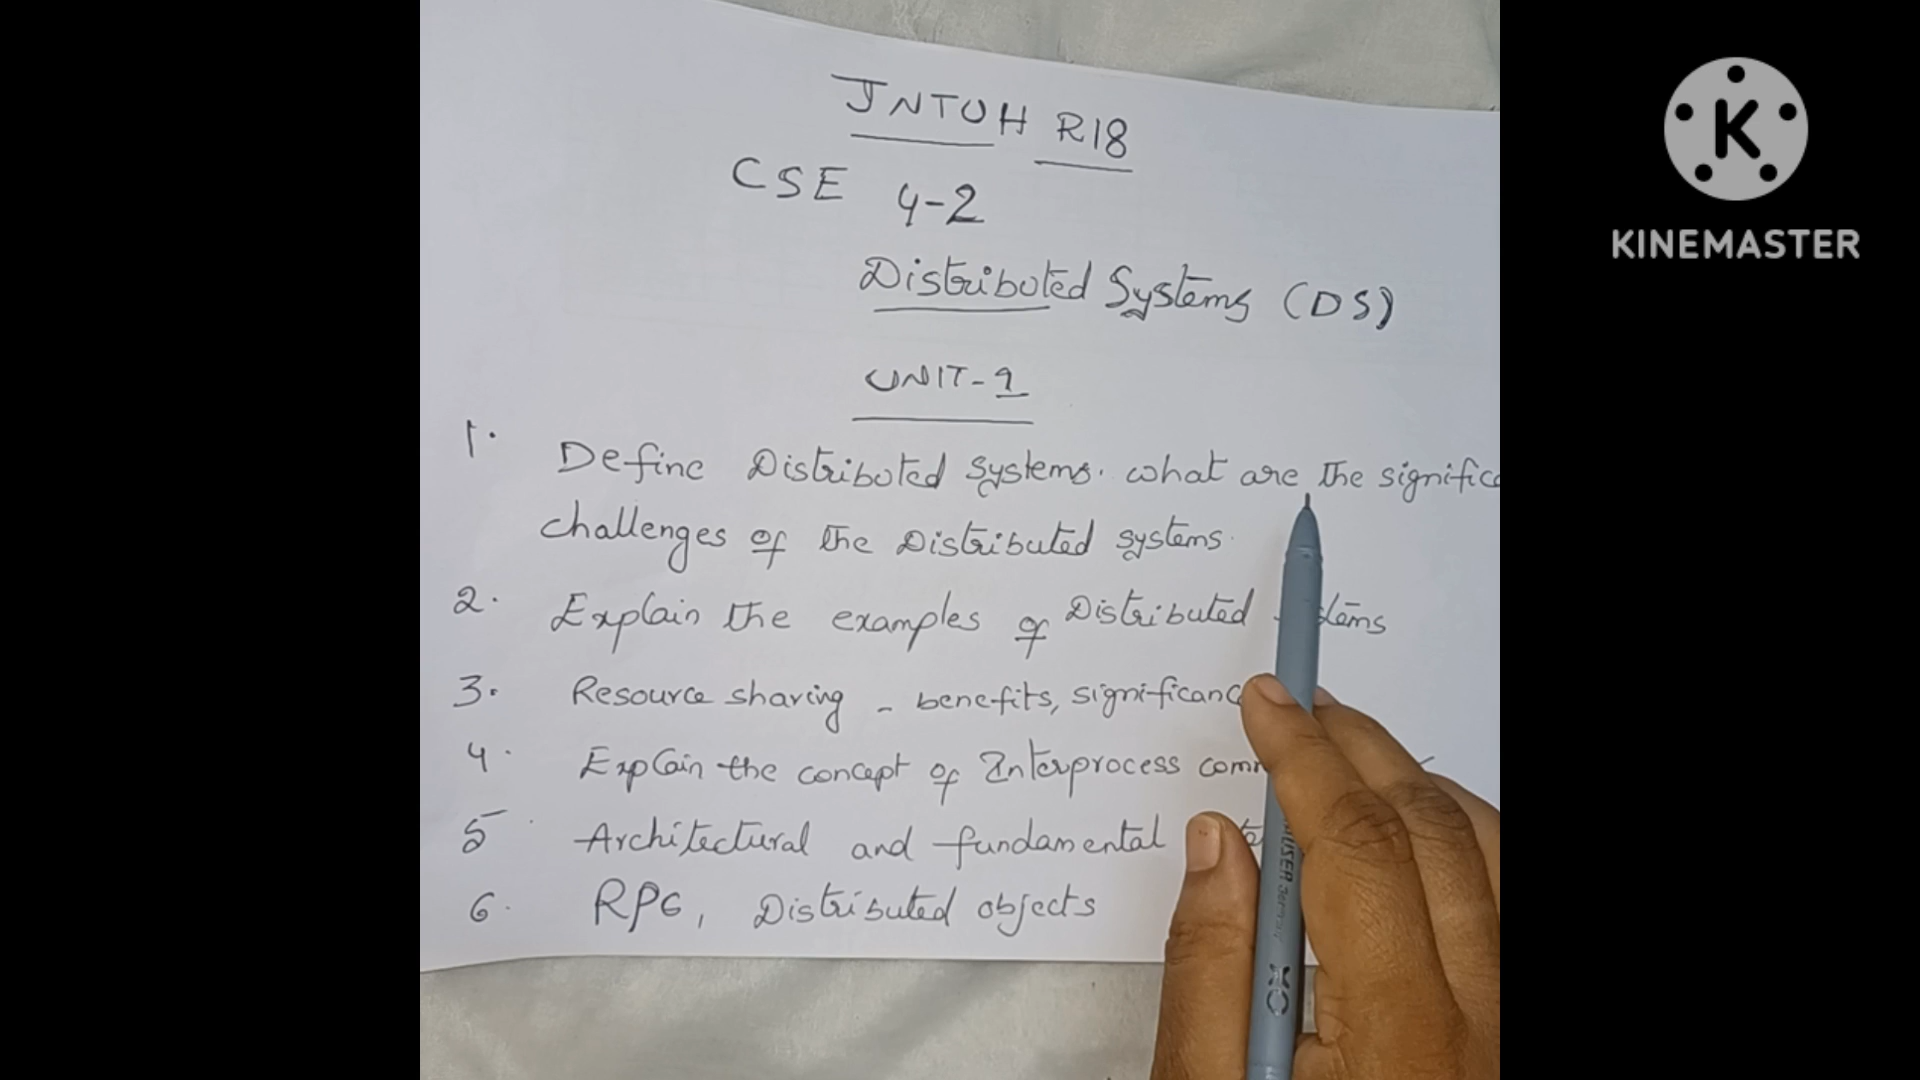 JNTUH R18
CSE 4-2
Distributed Systems (DS)
UNIT-1
1. Define Distributed Systems. what are the
challenges of the Distributed systems.
2. Explain the examples of Distributed
3. Resource sharing - benefits,
4. Explain the concept of Interprocess
5. Architectural and fundamental
6. RPC, Distributed objects
K
KINEMASTER